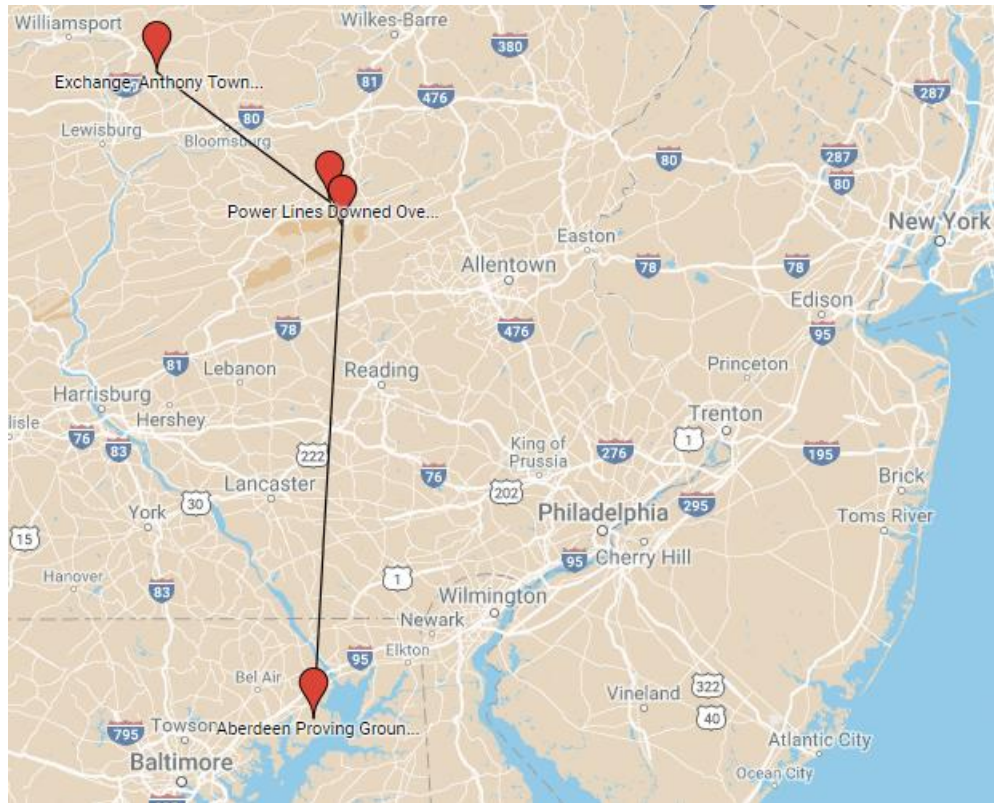 Williamsport
Wilkes-Barre
380
Exchange-Anthony Town...
81
476
287
80
Lewisburg
Bloomsburg
80
287
80
Power Lines Downed Ove...
New York
Easton
Allentown
78
78
Edison
78
476
95
81
Lebanon
Reading
Princeton
Harrisburg
Hershey
lisle
76
83
222
Trenton
1
King of
Prussia
276
195
76
Lancaster
202
Brick
30
295
York
Philadelphia
Toms River
15
95
Cherry Hill
Hanover
83
1
Wilmington
Newark
Elkton
95
Bel Air
322
Vineland
40
795
Towson
Aberdeen Proving Groun...
Atlantic City
Baltimore
Ocean City